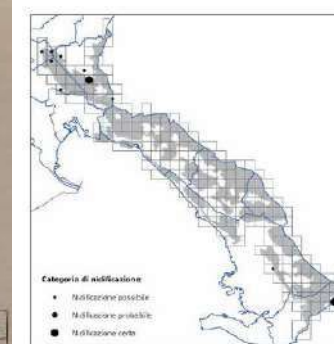 Categoria di nidificazione
Nidificazione possibile
Nidificazione probabile
Nidificazione certa